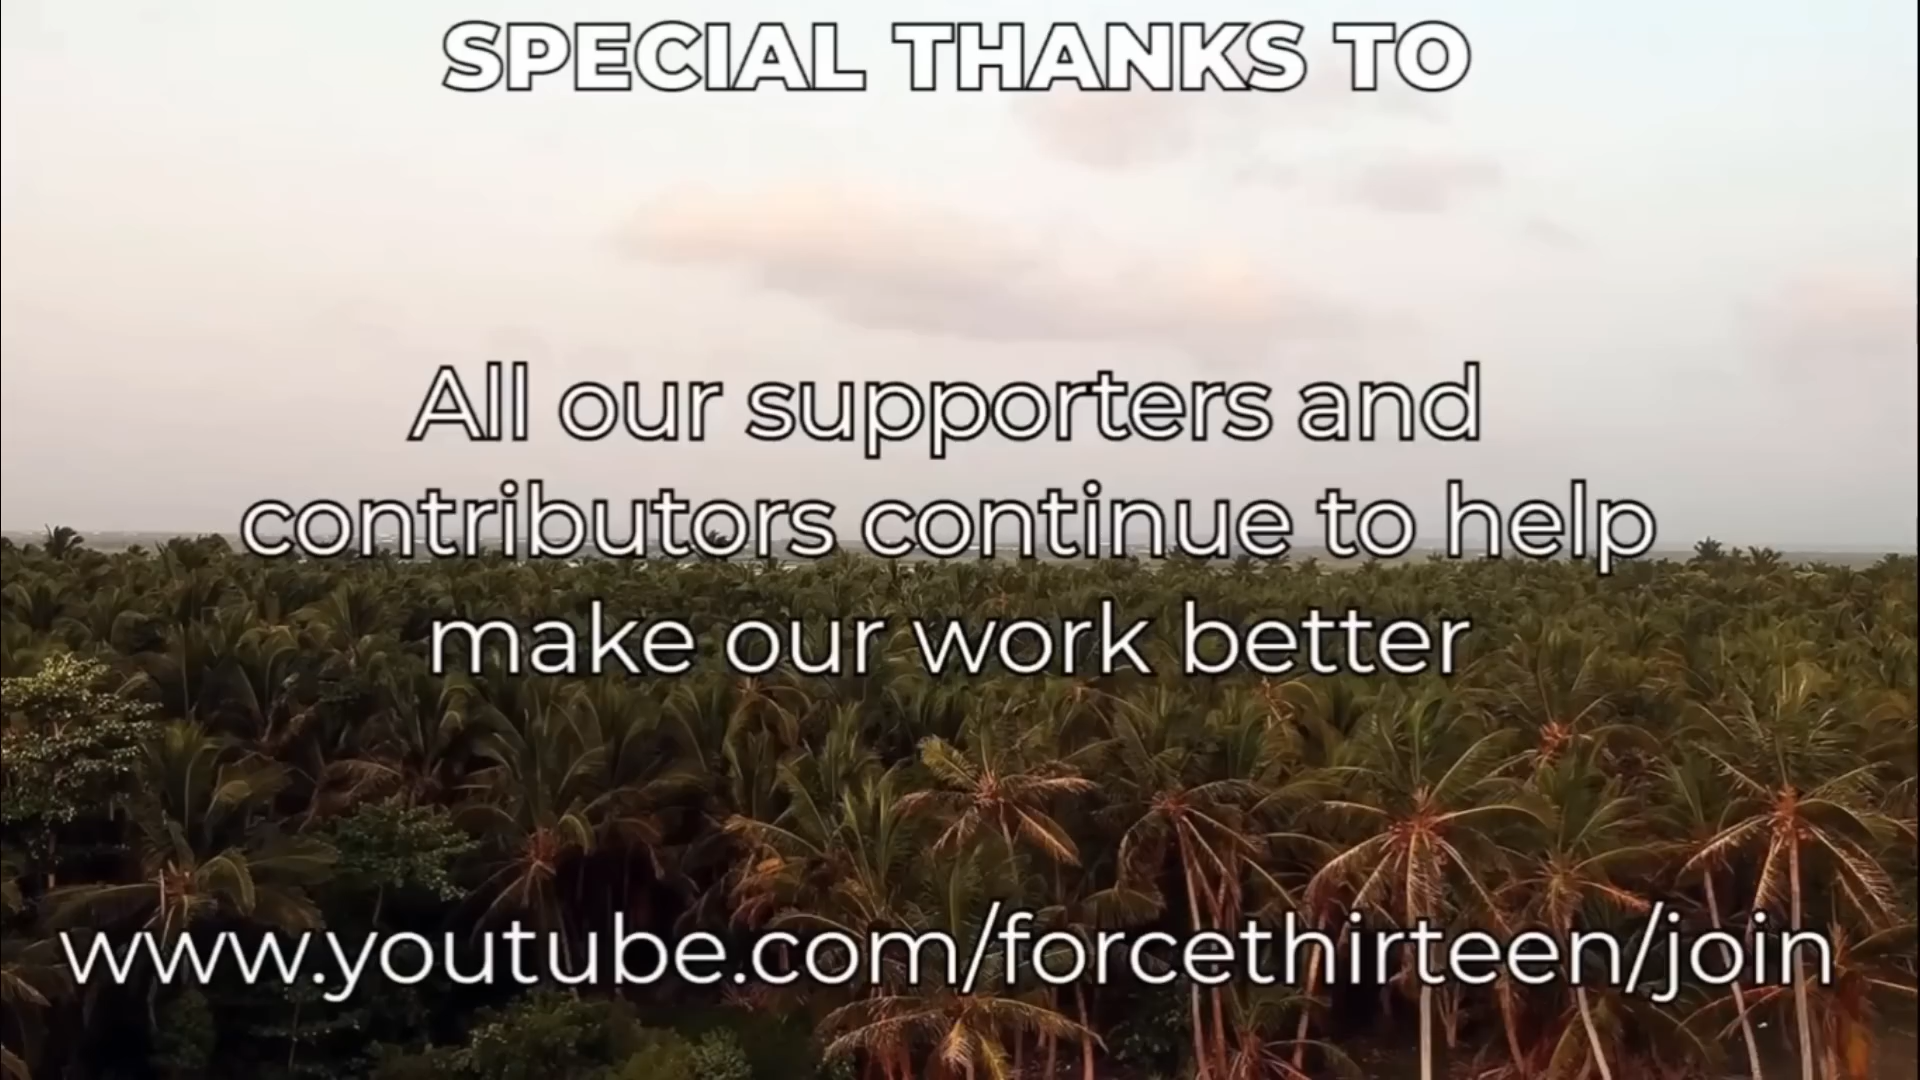 SPECIAL THANKS TO
All our supporters and
contributors continue to help
make our work better
www.youtube.com/forcethirteen/join